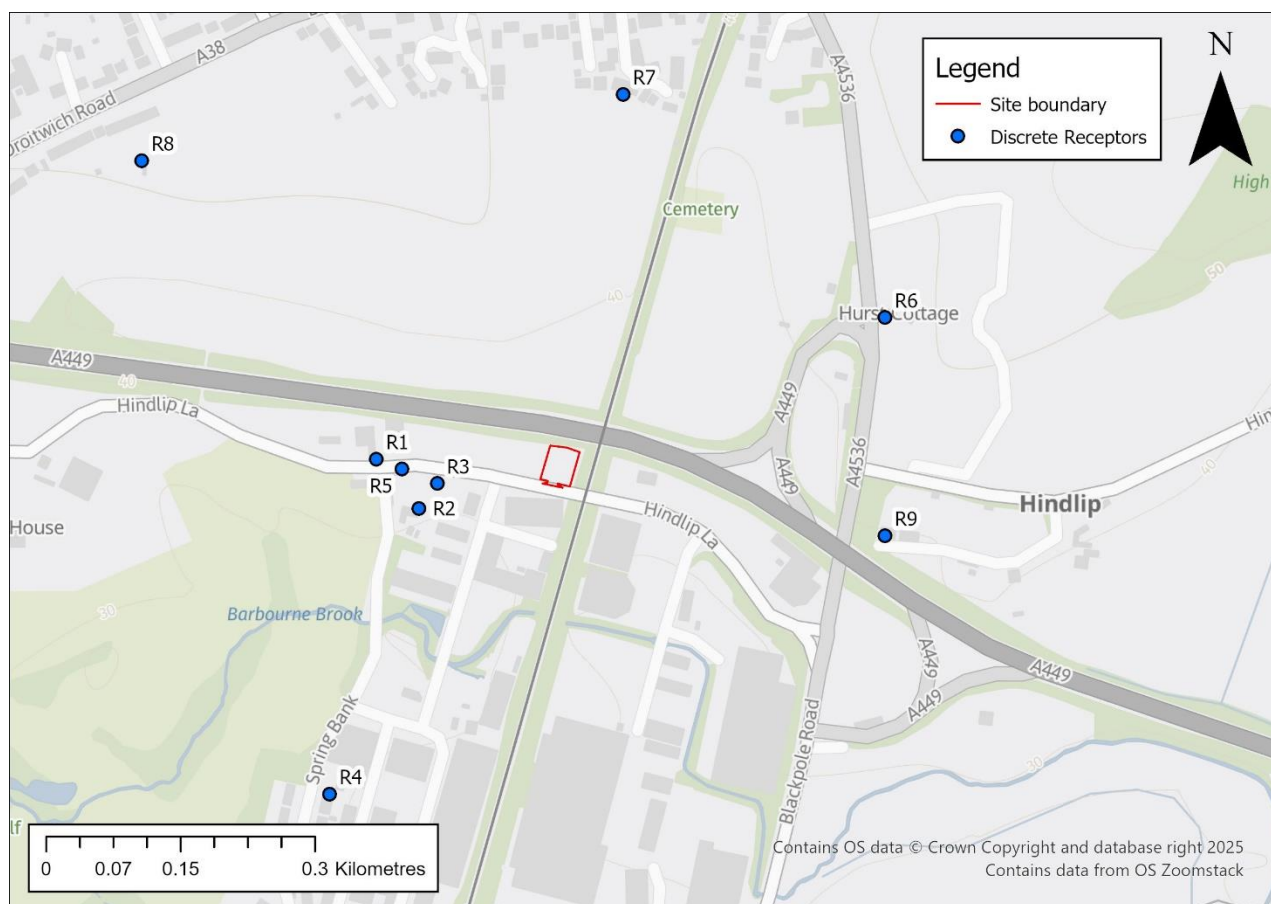 A38
Droitwich Road
R8
R7
40
Cemetery
A4536
Legend
Site boundary
Discrete Receptors
N
High
50
40
R6
Hurst Cottage
A449
40
Hindlip La
A449
A449
A4536
R1
R5
R3
R2
Hindlip La
Hindlip
40
R9
House
30
Barbourne Brook
A449
A449
A449
Spring Bank
Blackpole Road
30
R4
0 0.07 0.15 0.3 Kilometres
Contains OS data © Crown Copyright and database right 2025
Contains data from OS Zoomstack